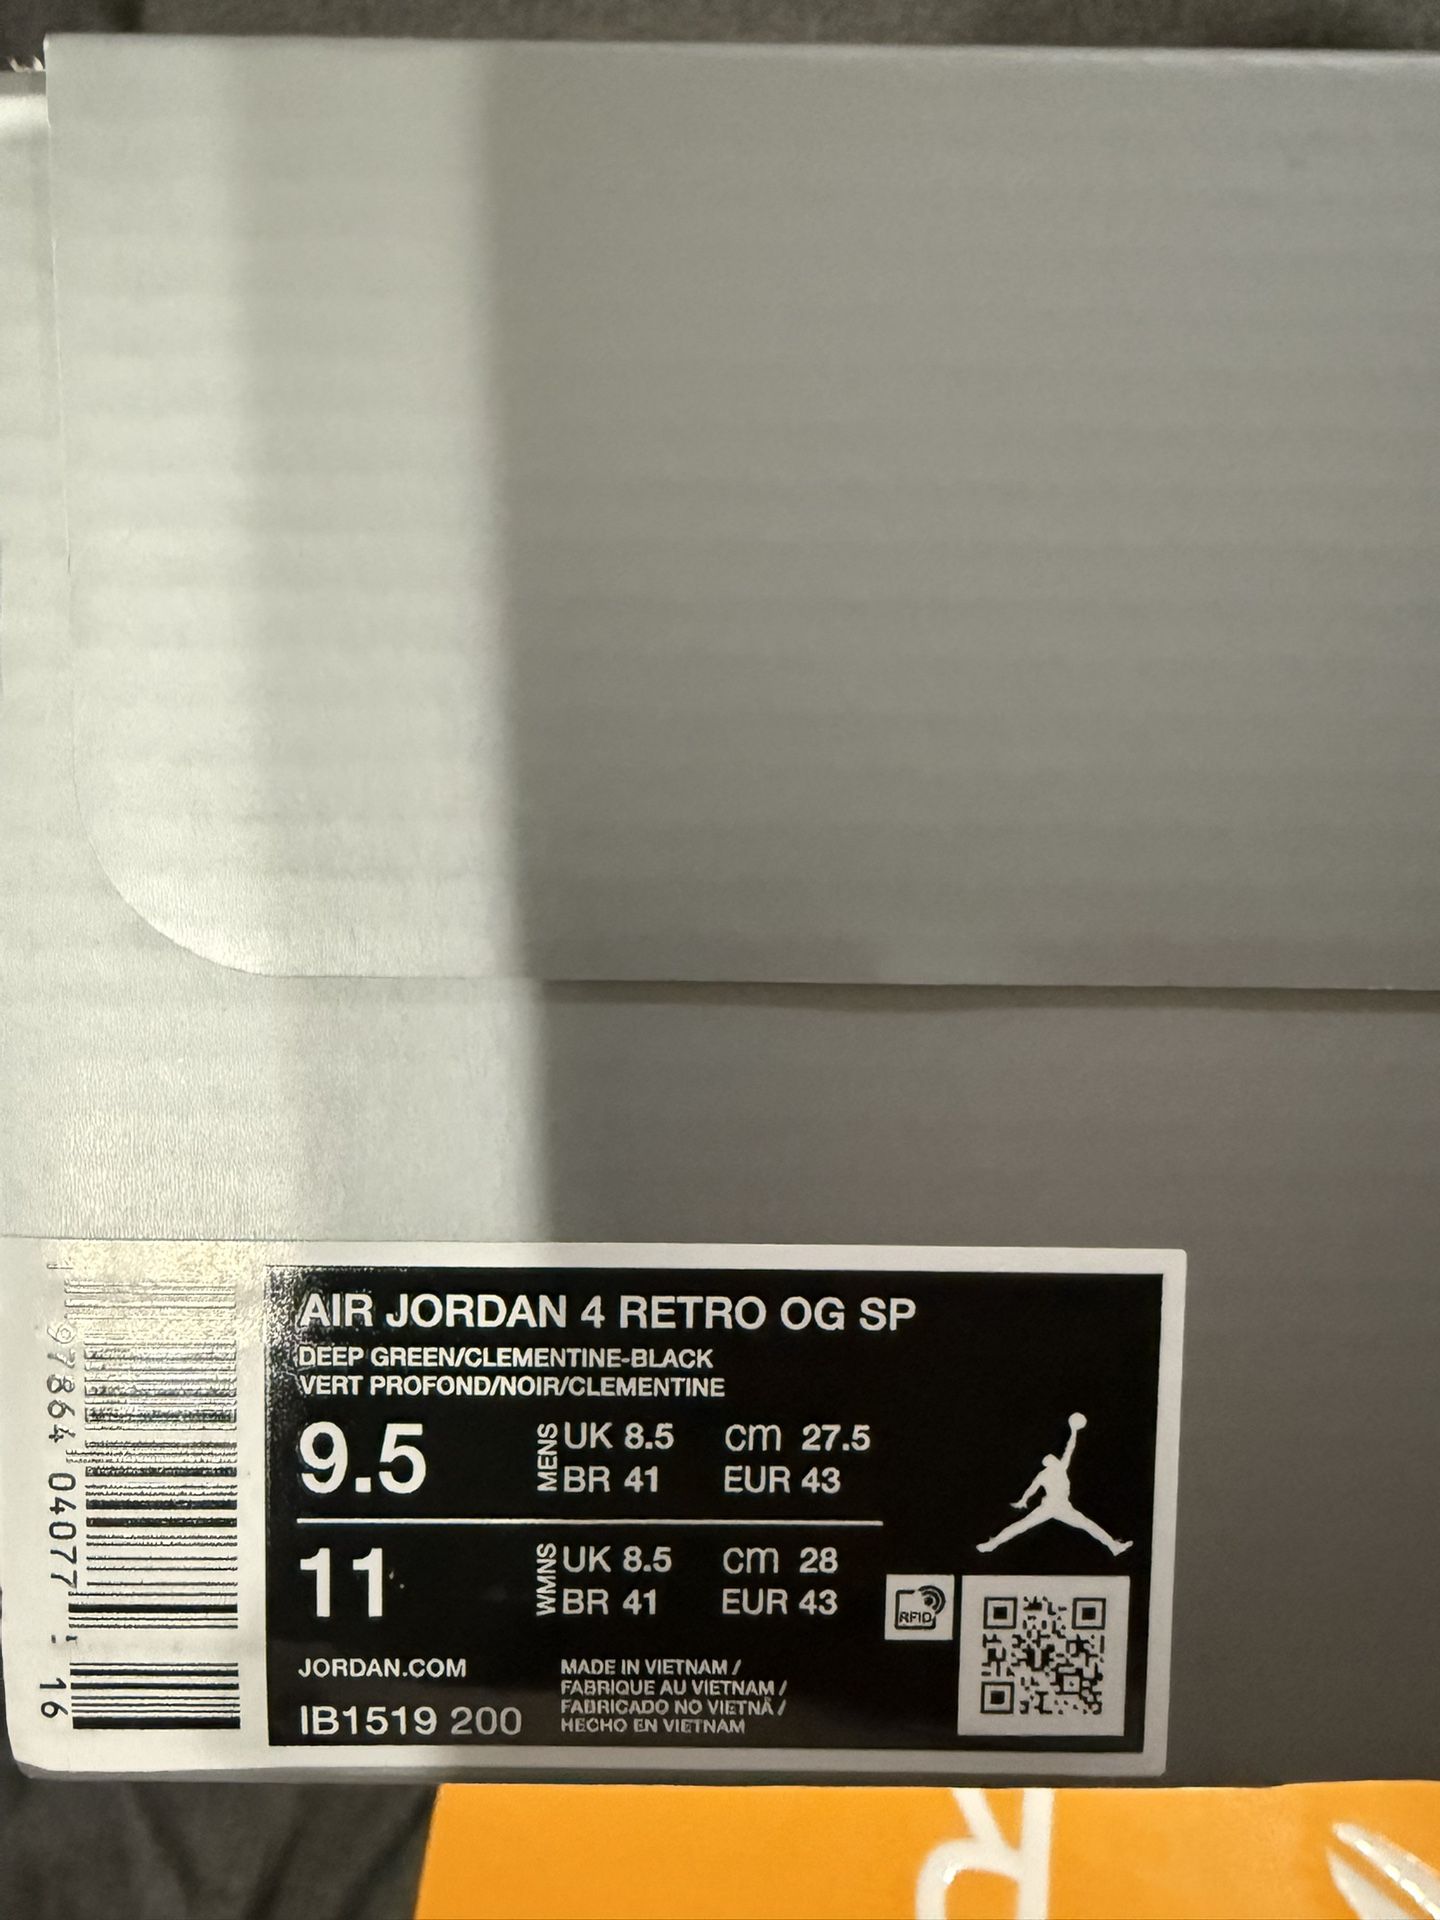 AIR JORDAN 4 RETRO OG SP
DEEP GREEN/CLEMENTINE-BLACK
VERT PROFOND/NOIR/CLEMENTINE
9.5 MENS UK 8.5 cm 27.5
BR 41 EUR 43
11 WMNS UK 8.5 cm 28
BR 41 EUR 43
RFID
JORDAN.COM
IB1519 200
MADE IN VIETNAM /
FABRIQUE AU VIETNAM /
FABRICADO NO VIETNÃ /
HECHO EN VIETNAM
1 97864 04077 5 16
R